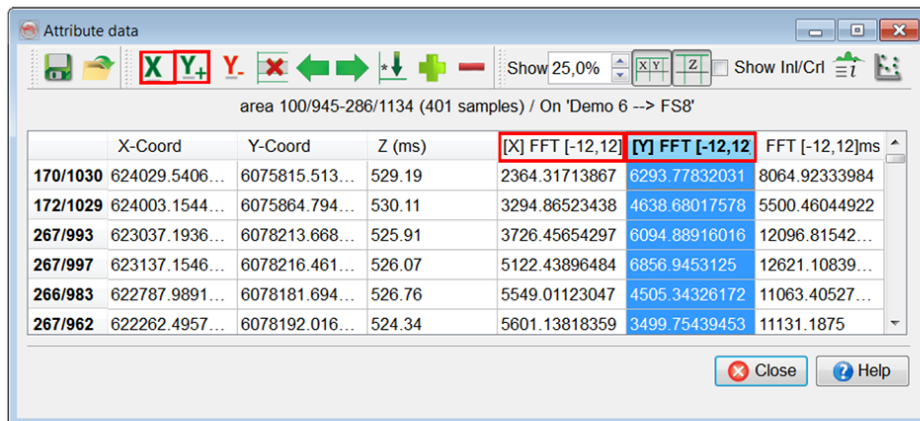 Attribute data
X Y+ Y- Show 25,0% X Y Z Show Inl/Crl
area 100/945-286/1134 (401 samples) / On 'Demo 6 --> FS8'
X-Coord Y-Coord Z (ms) [X] FFT [-12,12] [Y] FFT [-12,12 FFT [-12,12]ms
170/1030 624029.5406... 6075815.513... 529.19 2364.31713867 6293.77832031 8064.92333984
172/1029 624003.1544... 6075864.794... 530.11 3294.86523438 4638.68017578 5500.46044922
267/993 623037.1936... 6078213.668... 525.91 3726.45654297 6094.88916016 12096.81542...
267/997 623137.1546... 6078216.461... 526.07 5122.43896484 6856.9453125 12621.10839...
266/983 622787.9891... 6078181.694... 526.76 5549.01123047 4505.34326172 11063.40527...
267/962 622262.4957... 6078192.016... 524.34 5601.13818359 3499.75439453 11131.1875
Close Help